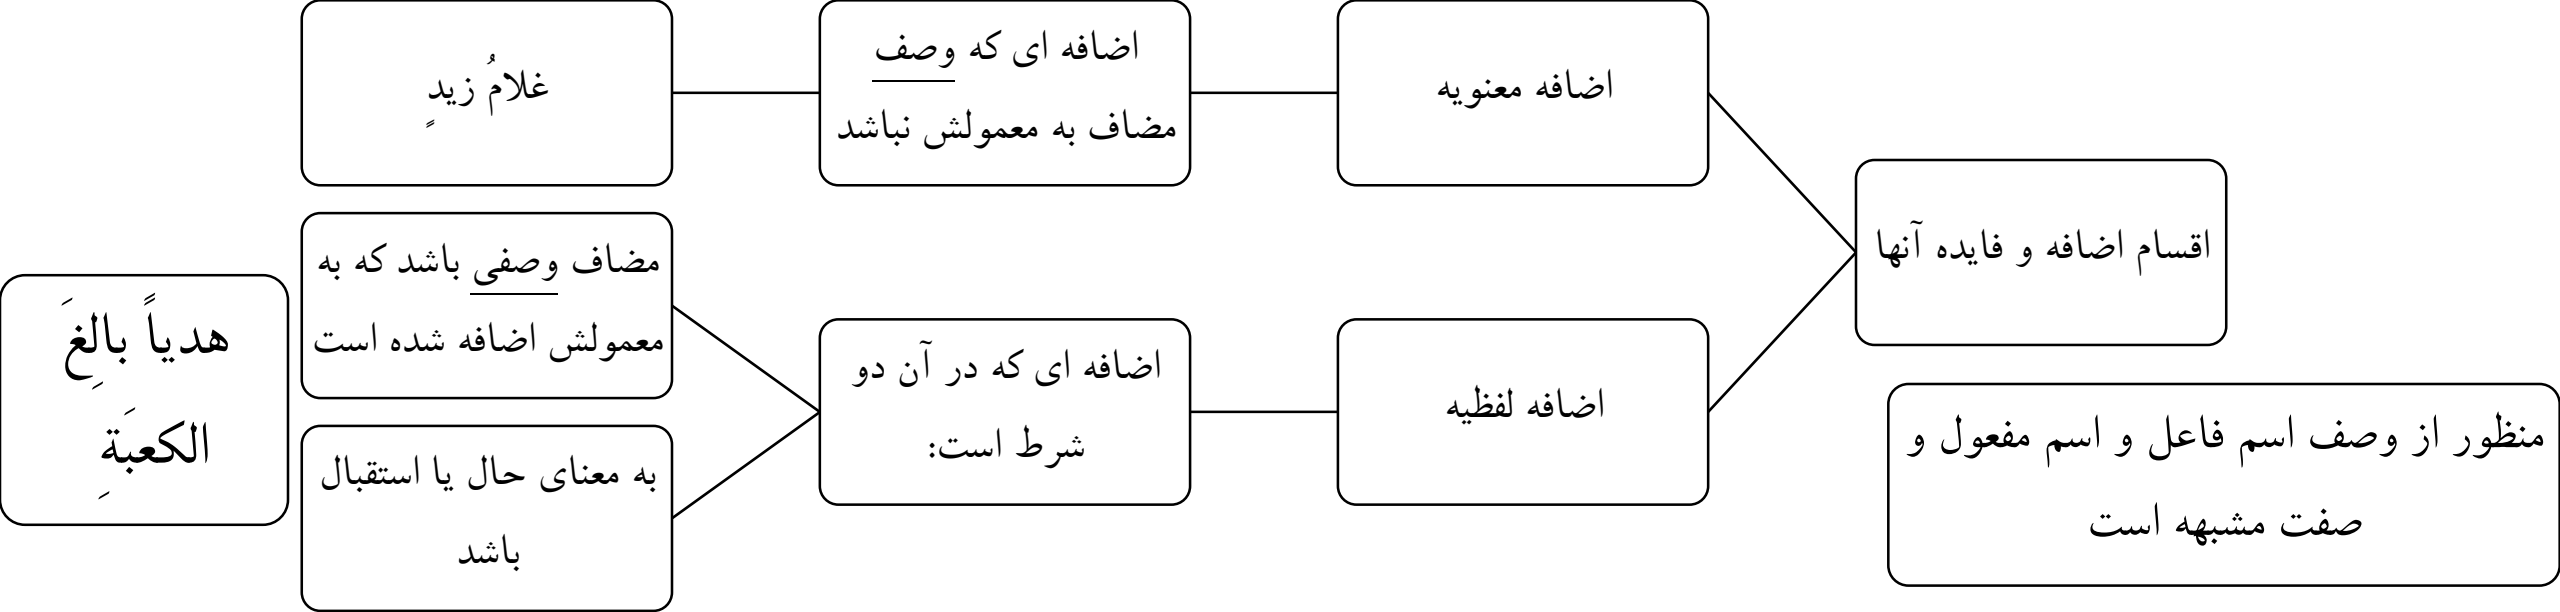 اقسام اضافه و فایده آنها
اضافه معنویه
اضافه ای که وصف
مضاف به معمولش نباشد
غلامُ زیدٍ
اضافه لفظیه
اضافه ای که در آن دو
شرط است:
مضاف وصفی باشد که به
معمولش اضافه شده است
به معنای حال یا استقبال
باشد
هدیاً بالِغَ
الکعبَةِ
منظور از وصف اسم فاعل و اسم مفعول و
صفت مشبهه است